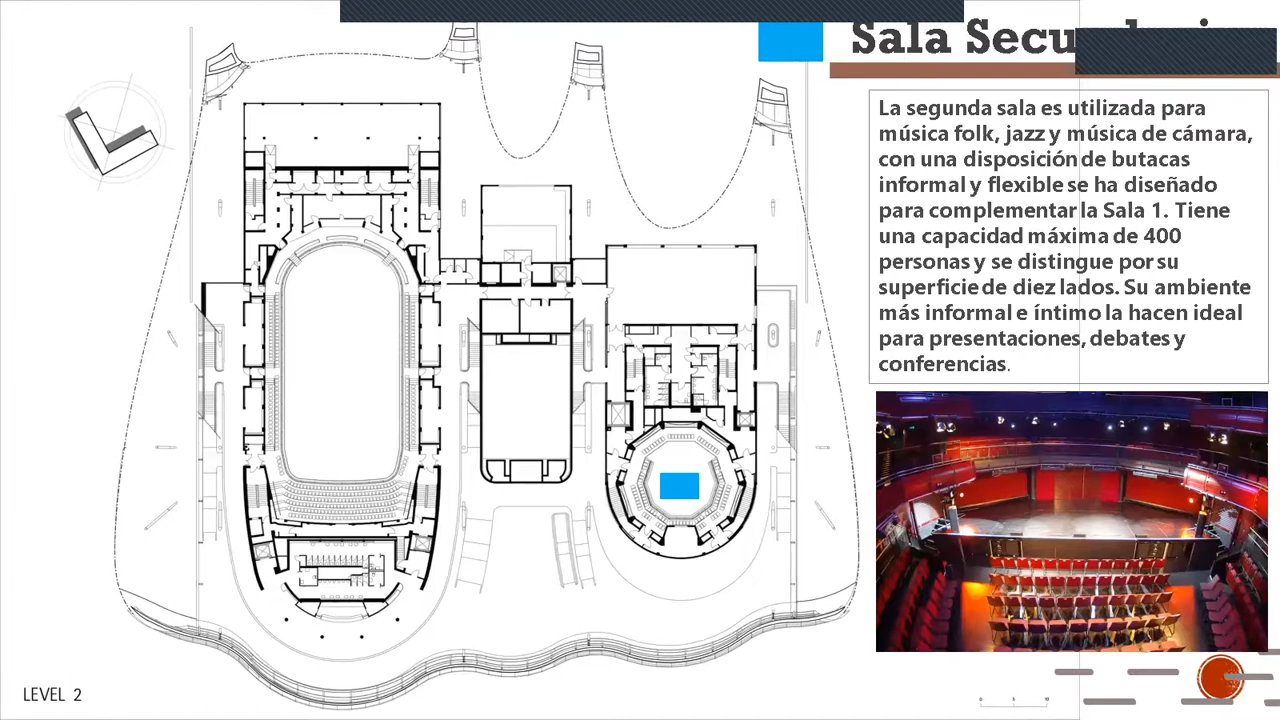 Sala
La segunda sala es utilizada para
música folk, jazz y música de cámara,
con una disposición de butacas
informal y flexible se ha diseñado
para complementar la Sala 1. Tiene
una capacidad máxima de 400
personas y se distingue por su
superficie de diez lados. Su ambiente
más informal e íntimo la hacen ideal
para presentaciones, debates y
conferencias.
LEVEL 2